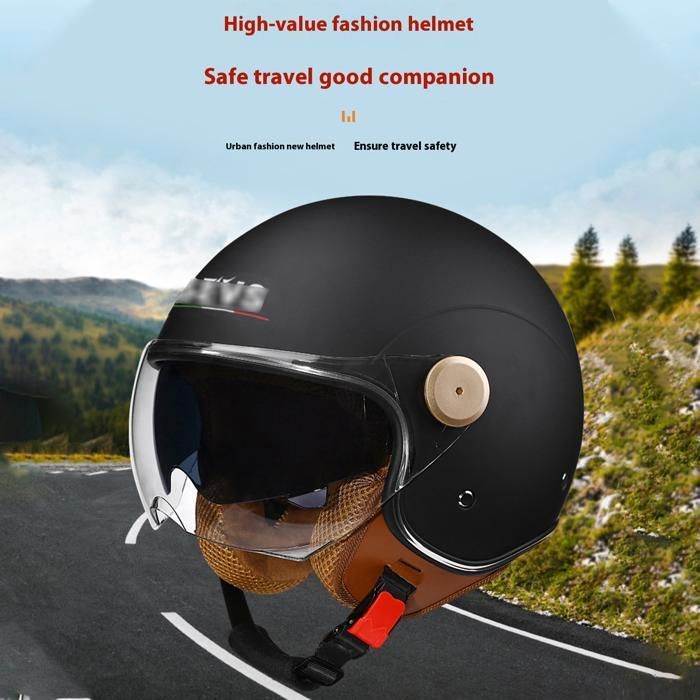 High-value fashion helmet
Safe travel good companion
Urban fashion new helmet Ensure travel safety